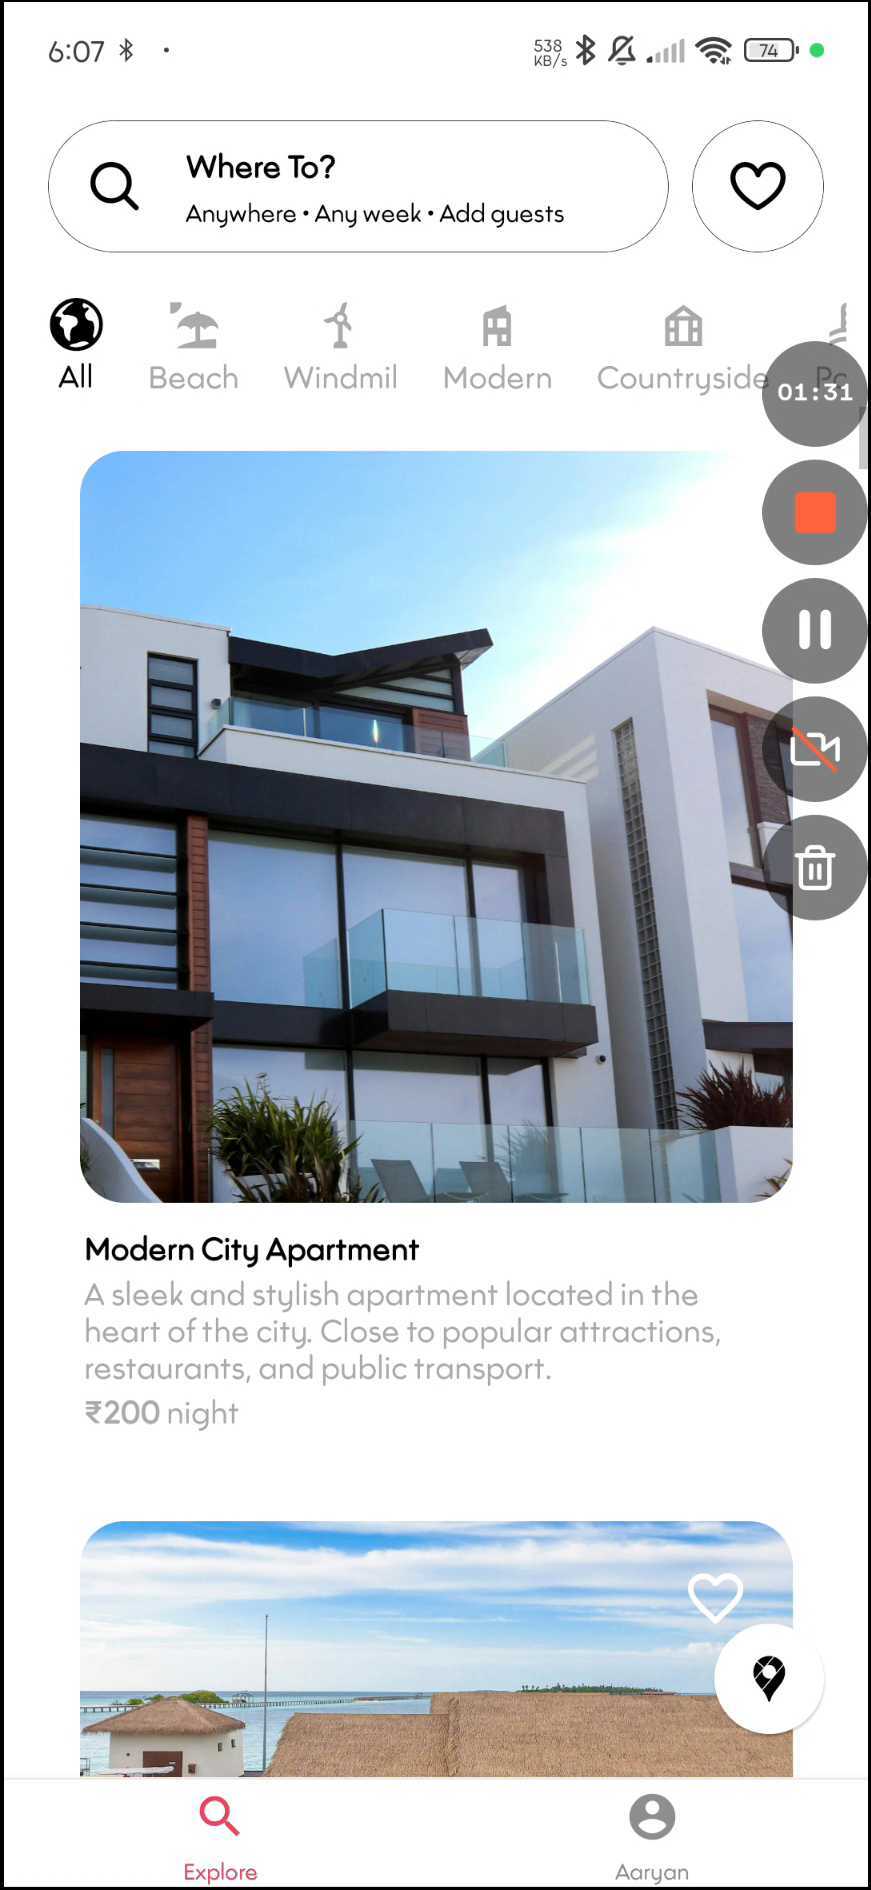 6:07
538
KB/s
74
Where To?
Anywhere • Any week • Add guests
All
Beach
Windmil
Modern
Countryside
01:31
Modern City Apartment
A sleek and stylish apartment located in the
heart of the city. Close to popular attractions,
restaurants, and public transport.
₹200 night
Explore
Aaryan